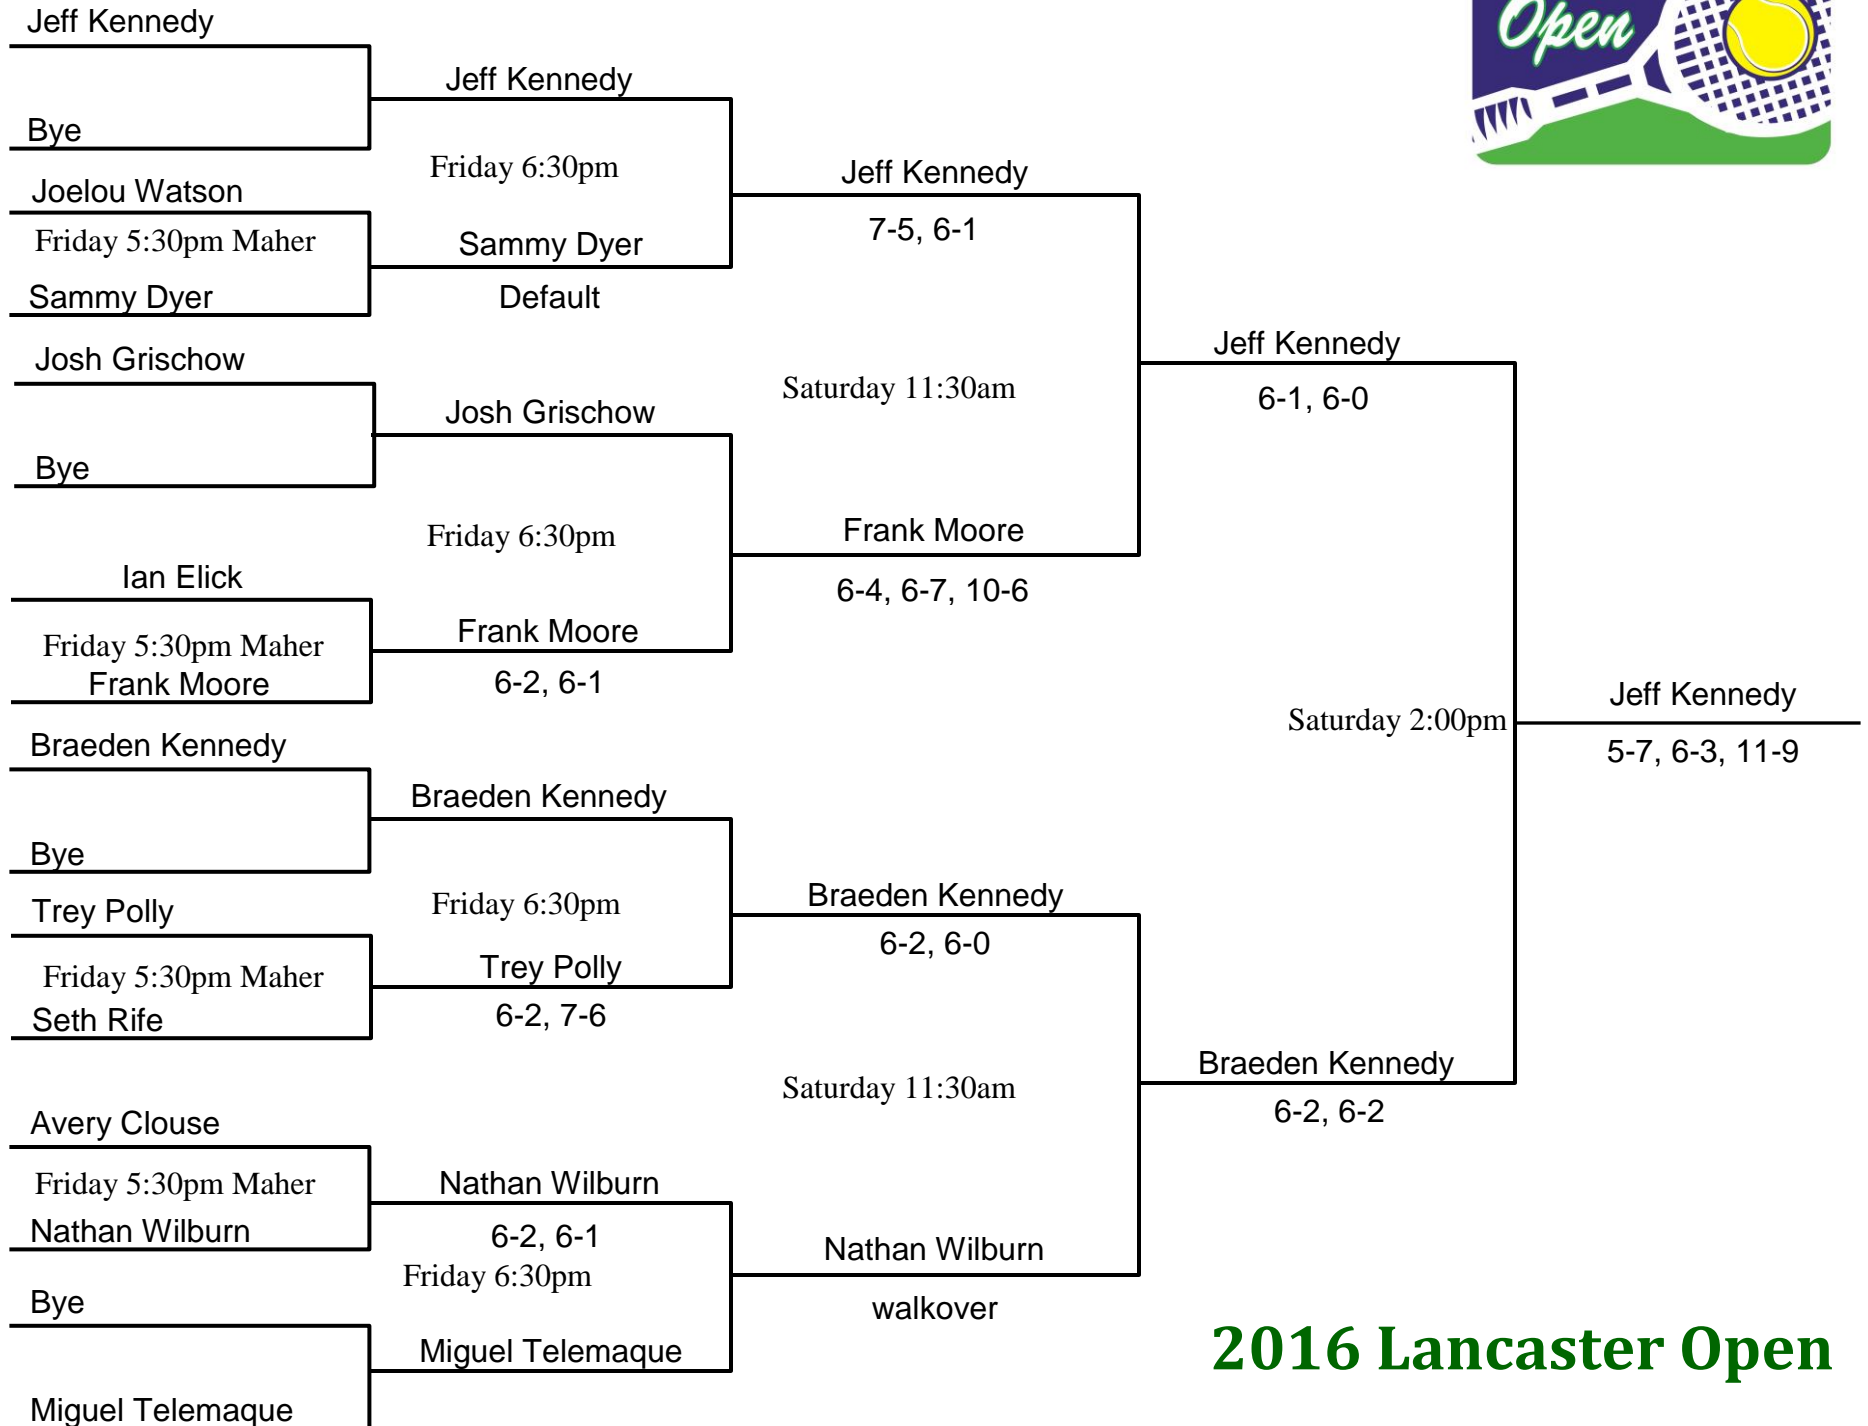 Jeff Kennedy
Bye
Joelou Watson
Friday 5:30pm Maher
Sammy Dyer
Josh Grischow
Bye
Ian Elick
Friday 5:30pm Maher
Frank Moore
Braeden Kennedy
Bye
Trey Polly
Friday 5:30pm Maher
Seth Rife
Avery Clouse
Friday 5:30pm Maher
Nathan Wilburn
Bye
Miguel Telemaque
Jeff Kennedy
Friday 6:30pm
Sammy Dyer
Default
Josh Grischow
Friday 6:30pm
Frank Moore
6-2, 6-1
Braeden Kennedy
Friday 6:30pm
Trey Polly
6-2, 7-6
Nathan Wilburn
6-2, 6-1
Friday 6:30pm
Miguel Telemaque
Jeff Kennedy
7-5, 6-1
Saturday 11:30am
Frank Moore
6-4, 6-7, 10-6
Braeden Kennedy
6-2, 6-0
Saturday 11:30am
Nathan Wilburn
walkover
Jeff Kennedy
6-1, 6-0
Saturday 2:00pm
Braeden Kennedy
6-2, 6-2
Jeff Kennedy
5-7, 6-3, 11-9
Open
2016 Lancaster Open